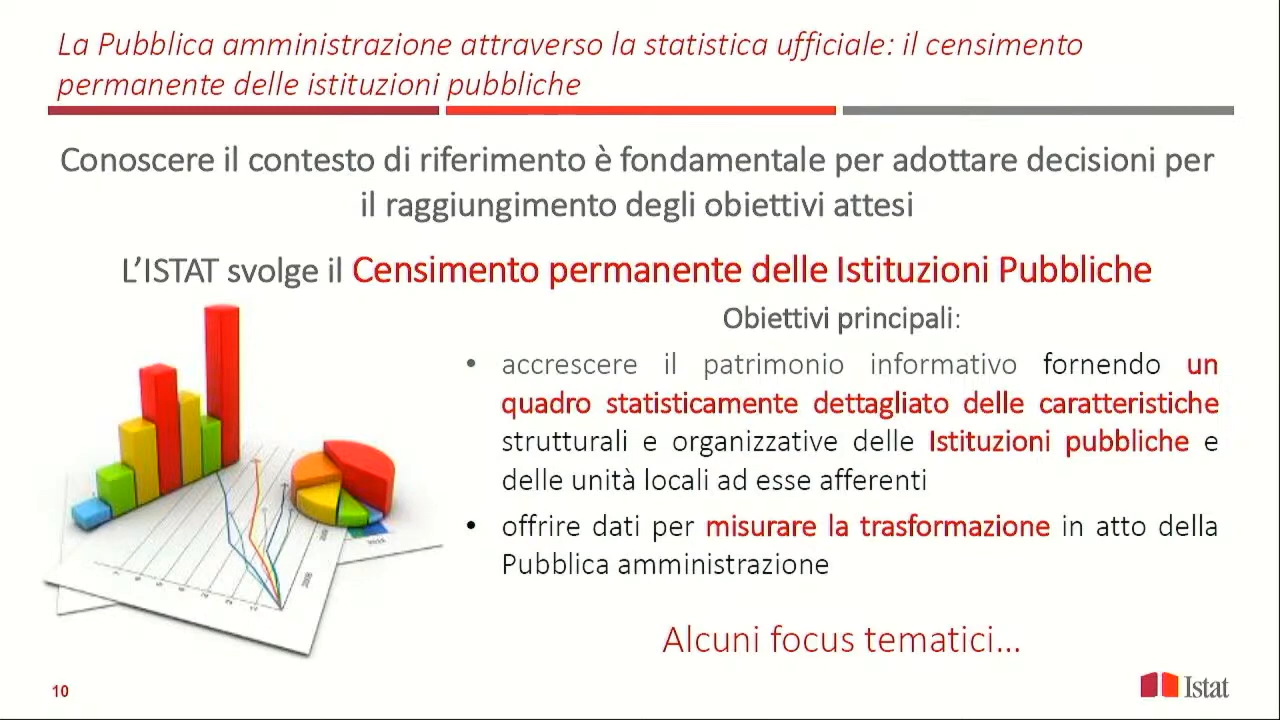 La Pubblica amministrazione attraverso la statistica ufficiale: il censimento
permanente delle istituzioni pubbliche
Conoscere il contesto di riferimento è fondamentale per adottare decisioni per
il raggiungimento degli obiettivi attesi
L'ISTAT svolge il Censimento permanente delle Istituzioni Pubbliche
Obiettivi principali:
• accrescere il patrimonio informativo fornendo un
quadro statisticamente dettagliato delle caratteristiche
strutturali e organizzative delle Istituzioni pubbliche e
delle unità locali ad esse afferenti
• offrire dati per misurare la trasformazione in atto della
Pubblica amministrazione
Alcuni focus tematici...
10
Istat